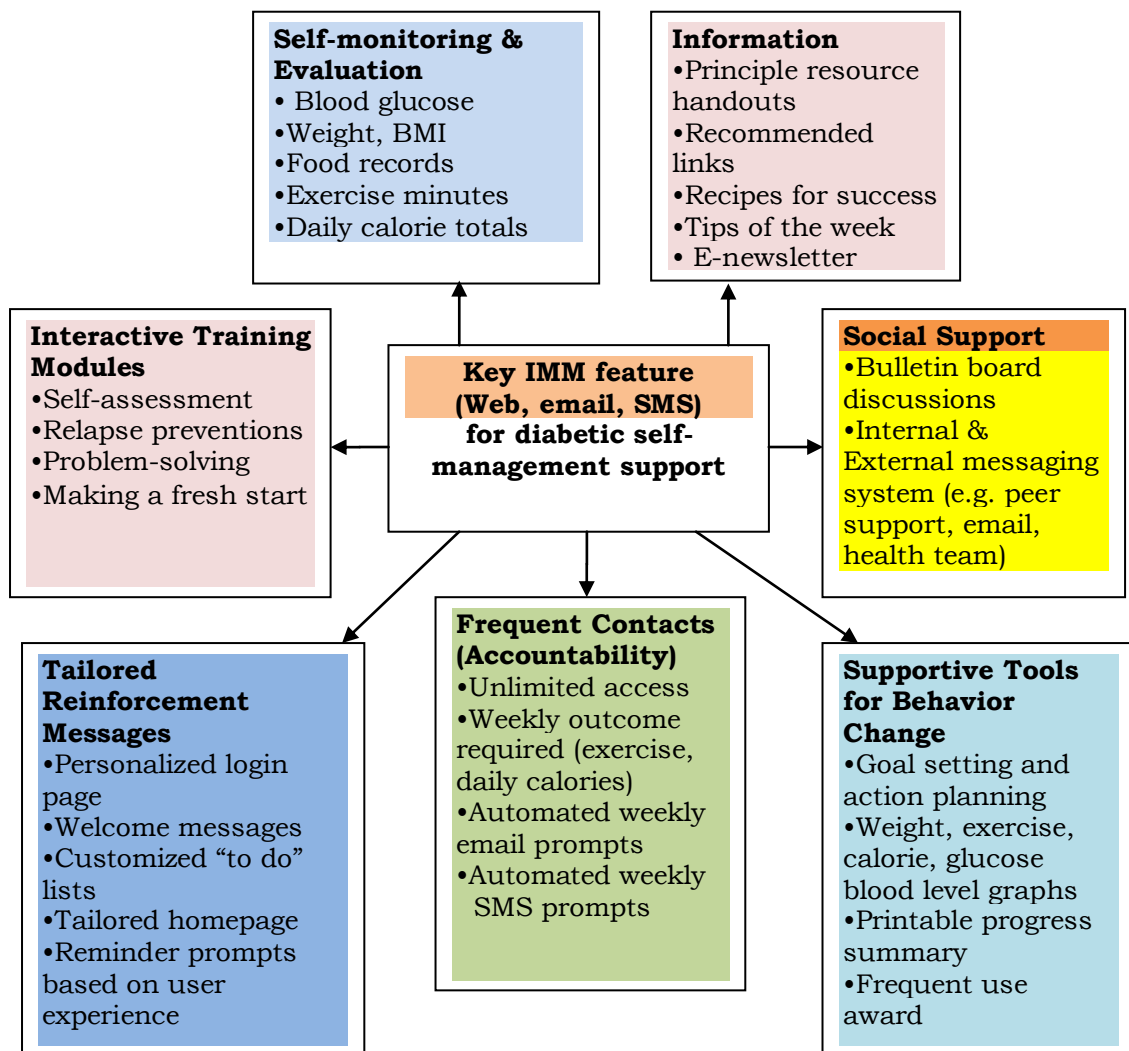 Self-monitoring &
Evaluation
• Blood glucose
•Weight, BMI
•Food records
•Exercise minutes
•Daily calorie totals
Information
•Principle resource
handouts
•Recommended
links
•Recipes for success
•Tips of the week
• E-newsletter
Interactive Training
Modules
•Self-assessment
•Relapse preventions
•Problem-solving
•Making a fresh start
Key IMM feature
(Web, email, SMS)
for diabetic self-
management support
Social Support
•Bulletin board
discussions
•Internal &
External messaging
system (e.g. peer
support, email,
health team)
Tailored
Reinforcement
Messages
•Personalized login
page
•Welcome messages
•Customized “to do”
lists
•Tailored homepage
•Reminder prompts
based on user
experience
Frequent Contacts
(Accountability)
•Unlimited access
•Weekly outcome
required (exercise,
daily calories)
•Automated weekly
email prompts
•Automated weekly
SMS prompts
Supportive Tools
for Behavior
Change
•Goal setting and
action planning
•Weight, exercise,
calorie, glucose
blood level graphs
•Printable progress
summary
•Frequent use
award